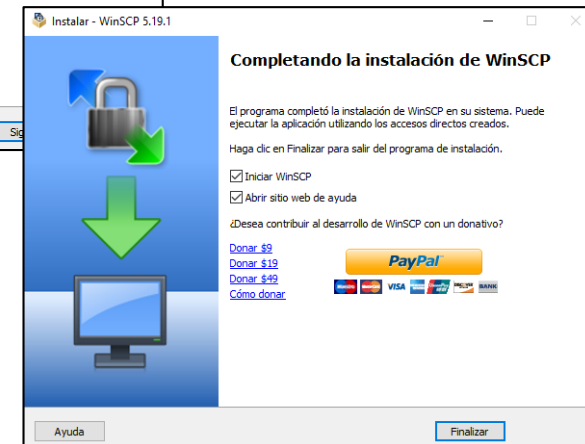 Instalar - WinSCP 5.19.1
Completando la instalación de WinSCP
El programa completó la instalación de WinSCP en su sistema. Puede
ejecutar la aplicación utilizando los accesos directos creados.
Haga clic en Finalizar para salir del programa de instalación.
Iniciar WinSCP
Abrir sitio web de ayuda
¿Desea contribuir al desarrollo de WinSCP con un donativo?
Donar $9
Donar $19
Donar $49
Cómo donar
PayPal
VISA
BANK
Sig
Ayuda
Finalizar